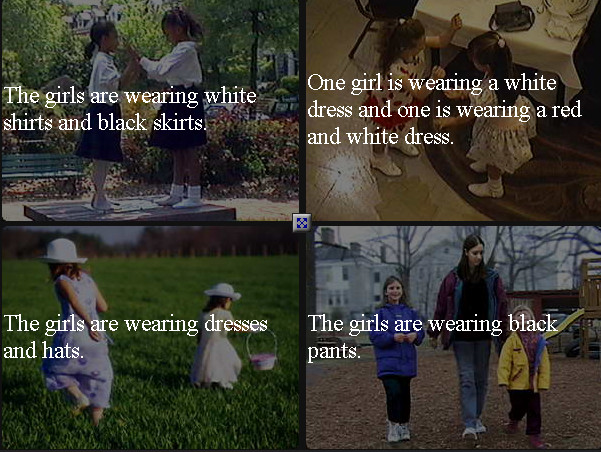 The girls are wearing white
shirts and black skirts.
One girl is wearing a white
dress and one is wearing a red
and white dress.
The girls are wearing dresses
and hats.
The girls are wearing black
pants.